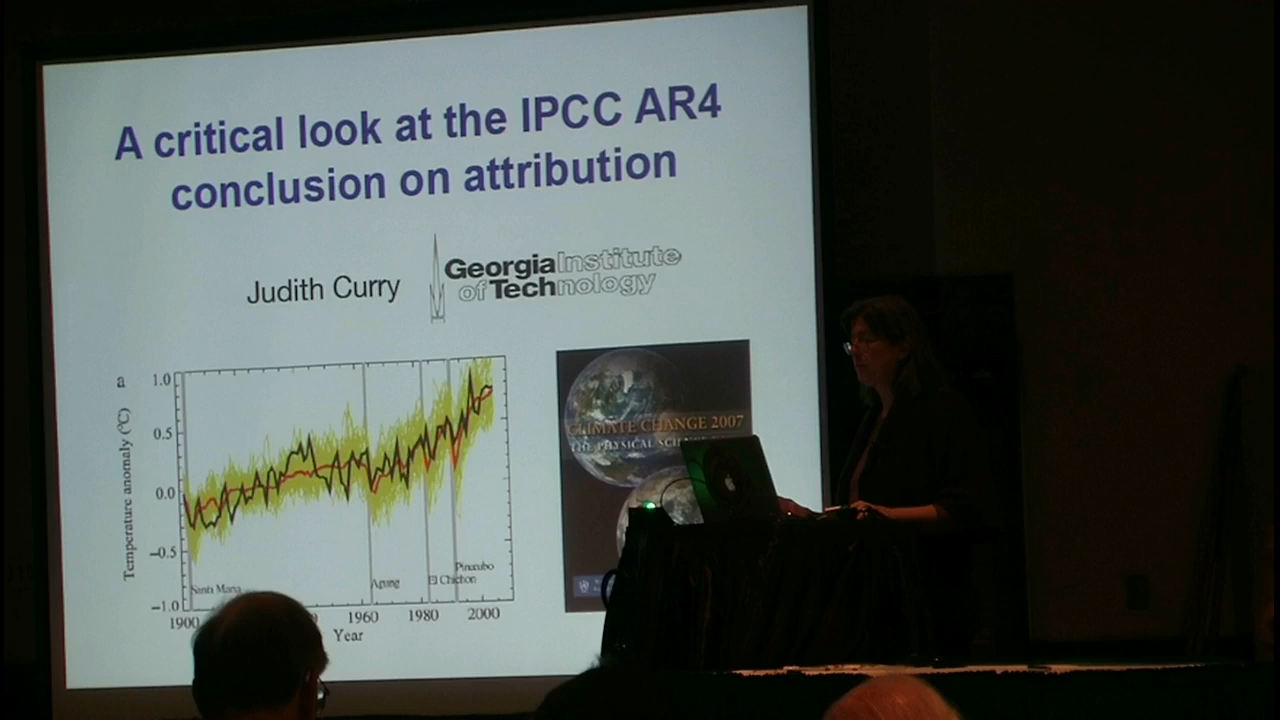 A critical look at the IPCC AR4
conclusion on attribution
Judith Curry
Georgia Institute
of Technology
a
Temperature anomaly (°C)
1.0
0.5
0.0
−0.5
−1.0
Santa Maria
Agung
El Chichon
Pinatubo
1900
1960
1980
2000
Year
CLIMATE CHANGE 2007
THE PHYSICAL SCIENCE